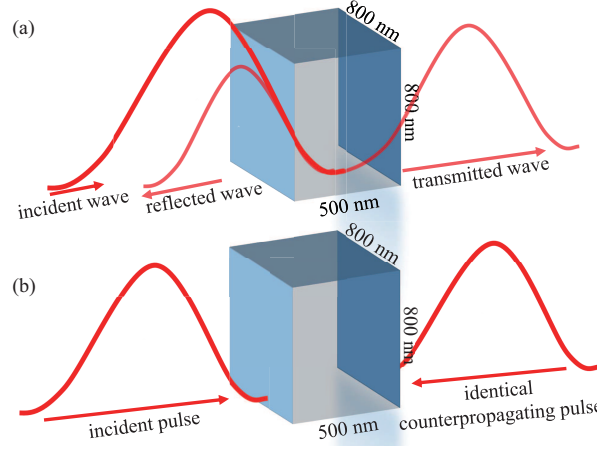 (a)
800 nm
800 nm
incident wave
reflected wave
500 nm
transmitted wave
(b)
800 nm
800 nm
incident pulse
500 nm
identical
counterpropagating pulse